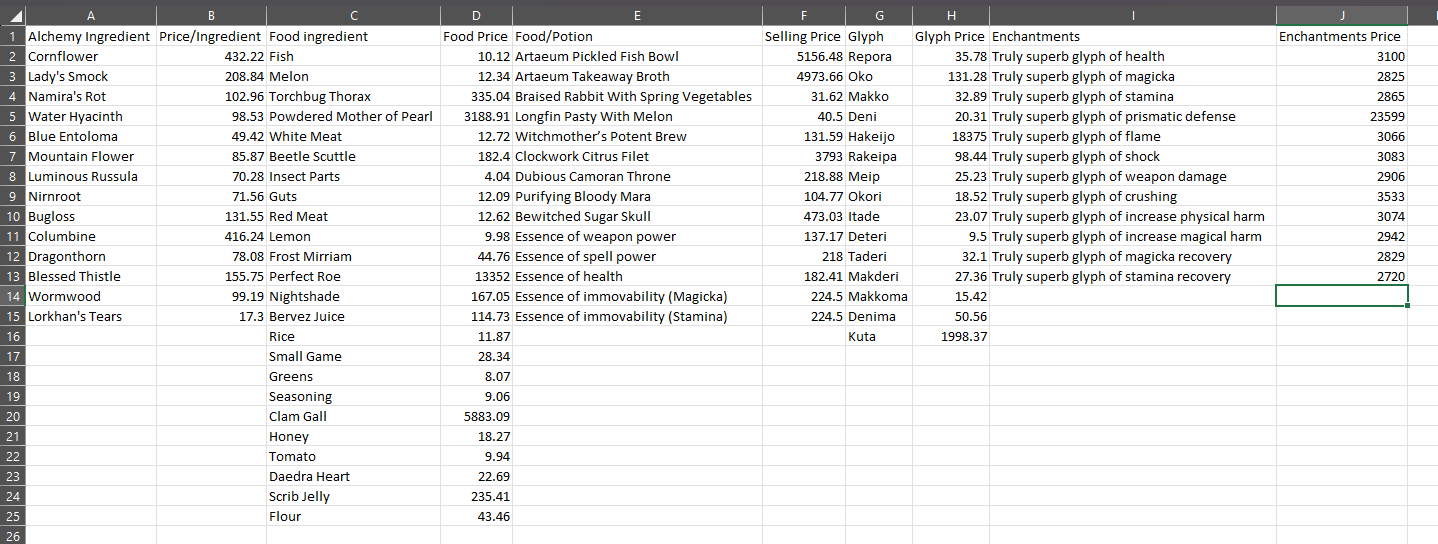 A B C D E F G H I J
1 Alchemy Ingredient Price/Ingredient Food ingredient Food Price Food/Potion Selling Price Glyph Glyph Price Enchantments Enchantments Price
2 Cornflower 432.22 Fish 10.12 Artaeum Pickled Fish Bowl 5156.48 Repora 35.78 Truly superb glyph of health 3100
3 Lady's Smock 208.84 Melon 12.34 Artaeum Takeaway Broth 4973.66 Oko 131.28 Truly superb glyph of magicka 2825
4 Namira's Rot 102.96 Torchbug Thorax 335.04 Braised Rabbit With Spring Vegetables 31.62 Makko 32.89 Truly superb glyph of stamina 2865
5 Water Hyacinth 98.53 Powdered Mother of Pearl 3188.91 Longfin Pasty With Melon 40.5 Deni 20.31 Truly superb glyph of prismatic defense 23599
6 Blue Entoloma 49.42 White Meat 12.72 Witchmother’s Potent Brew 131.59 Hakeijo 18375 Truly superb glyph of flame 3066
7 Mountain Flower 85.87 Beetle Scuttle 182.4 Clockwork Citrus Filet 3793 Rakeipa 98.44 Truly superb glyph of shock 3083
8 Luminous Russula 70.28 Insect Parts 4.04 Dubious Camoran Throne 218.88 Meip 25.23 Truly superb glyph of weapon damage 2906
9 Nirnroot 71.56 Guts 12.09 Purifying Bloody Mara 104.77 Okori 18.52 Truly superb glyph of crushing 3533
10 Bugloss 131.55 Red Meat 12.62 Bewitched Sugar Skull 473.03 Itade 23.07 Truly superb glyph of increase physical harm 3074
11 Columbine 416.24 Lemon 9.98 Essence of weapon power 137.17 Deteri 9.5 Truly superb glyph of increase magical harm 2942
12 Dragonthorn 78.08 Frost Mirriam 44.76 Essence of spell power 218 Taderi 32.1 Truly superb glyph of magicka recovery 2829
13 Blessed Thistle 155.75 Perfect Roe 13352 Essence of health 182.41 Makderi 27.36 Truly superb glyph of stamina recovery 2720
14 Wormwood 99.19 Nightshade 167.05 Essence of immovability (Magicka) 224.5 Makkoma 15.42
15 Lorkhan's Tears 17.3 Bervez Juice 114.73 Essence of immovability (Stamina) 224.5 Denima 50.56
16 Rice 11.87 Kuta 1998.37
17 Small Game 28.34
18 Greens 8.07
19 Seasoning 9.06
20 Clam Gall 5883.09
21 Honey 18.27
22 Tomato 9.94
23 Daedra Heart 22.69
24 Scrib Jelly 235.41
25 Flour 43.46
26